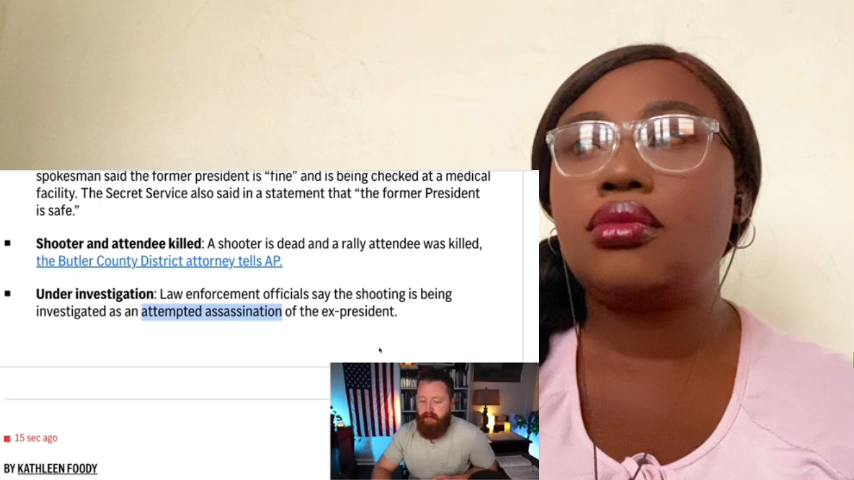 spokesman said the former president is “fine” and is being checked at a medical
facility. The Secret Service also said in a statement that “the former President
is safe.”
■ Shooter and attendee killed: A shooter is dead and a rally attendee was killed,
the Butler County District attorney tells AP.
■ Under investigation: Law enforcement officials say the shooting is being
investigated as an attempted assassination of the ex-president.
15 sec ago
BY KATHLEEN FOODY